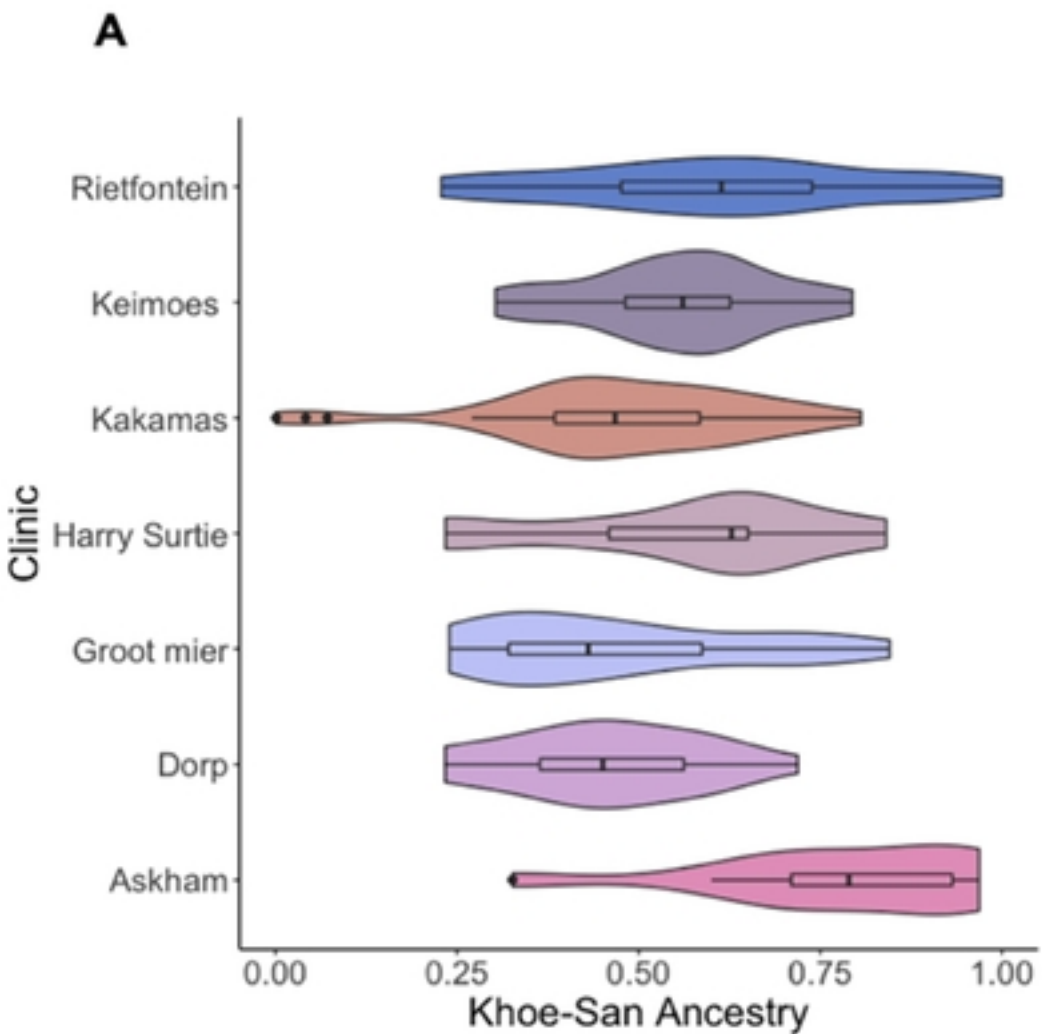 A
Rietfontein
Keimoes
Kakamas
Harry Surtie
Groot mier
Dorp
Askham
Clinic
0.00 0.25 0.50 0.75 1.00
Khoe-San Ancestry